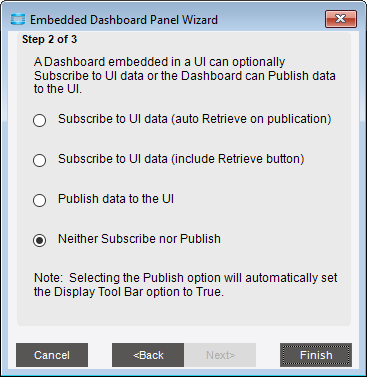 Embedded Dashboard Panel Wizard
Step 2 of 3
A Dashboard embedded in a UI can optionally
Subscribe to UI data or the Dashboard can Publish data
to the UI.
Subscribe to UI data (auto Retrieve on publication)
Subscribe to UI data (include Retrieve button)
Publish data to the UI
Neither Subscribe nor Publish
Note:  Selecting the Publish option will automatically set
the Display Tool Bar option to True.
Cancel <Back Next> Finish